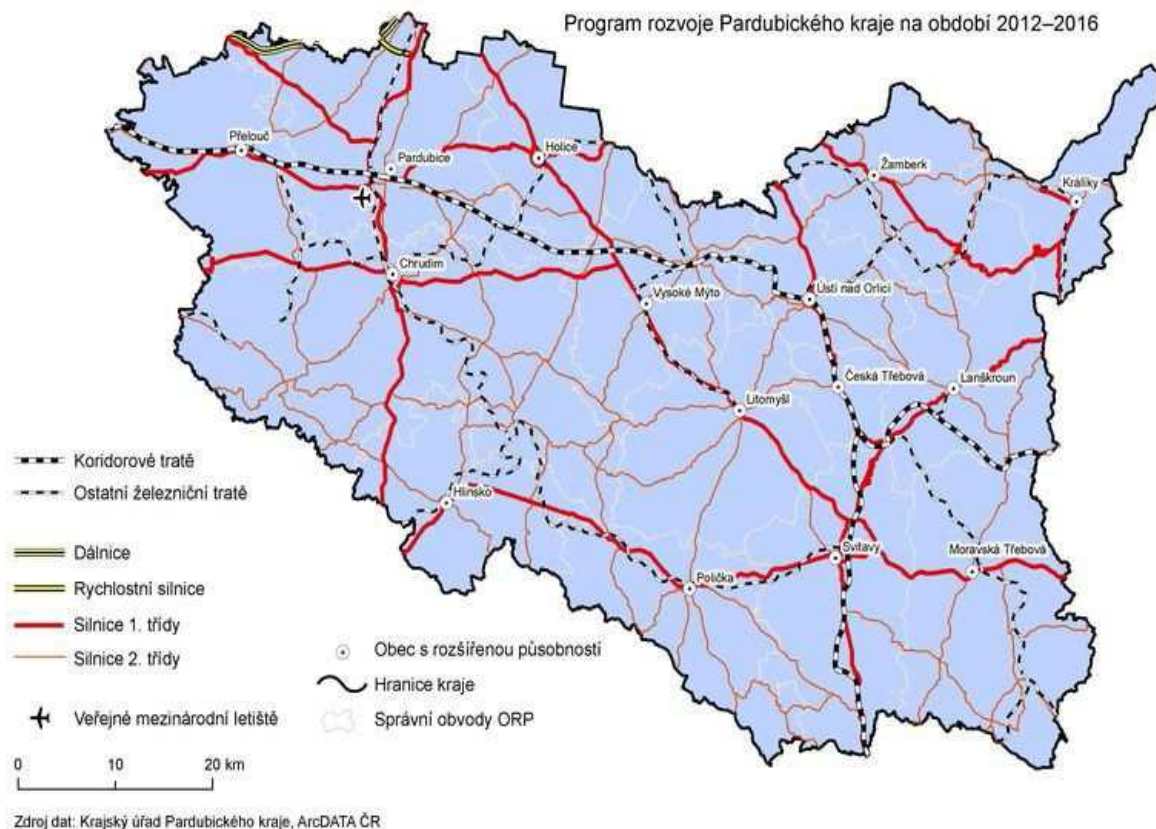 Program rozvoje Pardubického kraje na období 2012–2016
Přelouč
Pardubice
Holice
Žamberk
Králíky
Chrudim
Vysoké Mýto
Ústí nad Orlicí
Česká Třebová
Lanškroun
Litomyšl
Hlinsko
Svitavy
Moravská Třebová
Polička
Koridorové tratě
Ostatní železniční tratě
Dálnice
Rychlostní silnice
Silnice 1. třídy
Silnice 2. třídy
Veřejné mezinárodní letiště
Obec s rozšířenou působností
Hranice kraje
Správní obvody ORP
0 10 20 km
Zdroj dat: Krajský úřad Pardubického kraje, ArcDATA ČR